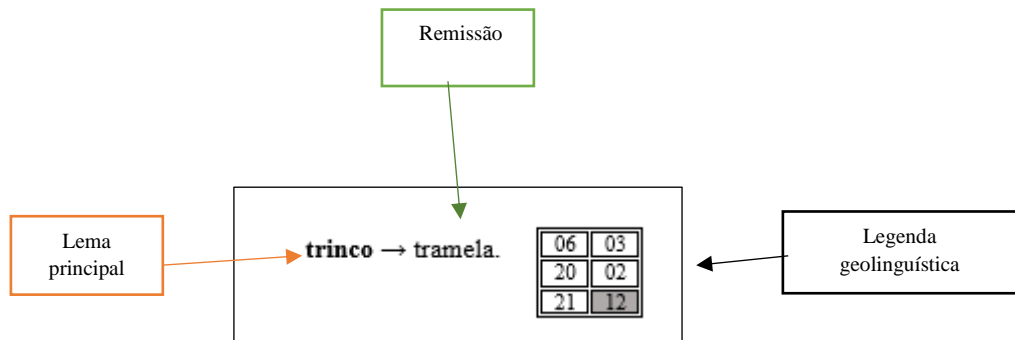 Remissão
Lema
principal
trinco → tramela.
06 03
20 02
21 12
Legenda
geolinguística